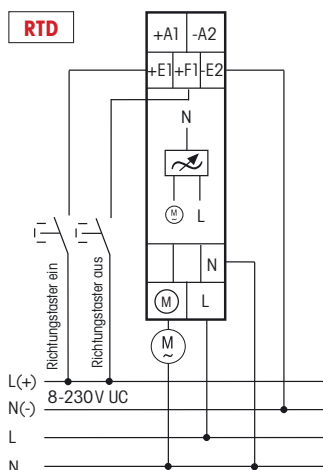 RTD
+A1 -A2
+E1 +F1 -E2
N
M ~ L
Richtungstaster ein
Richtungstaster aus
N
M L
M
~
L(+)
8-230V UC
N(-)
L
N